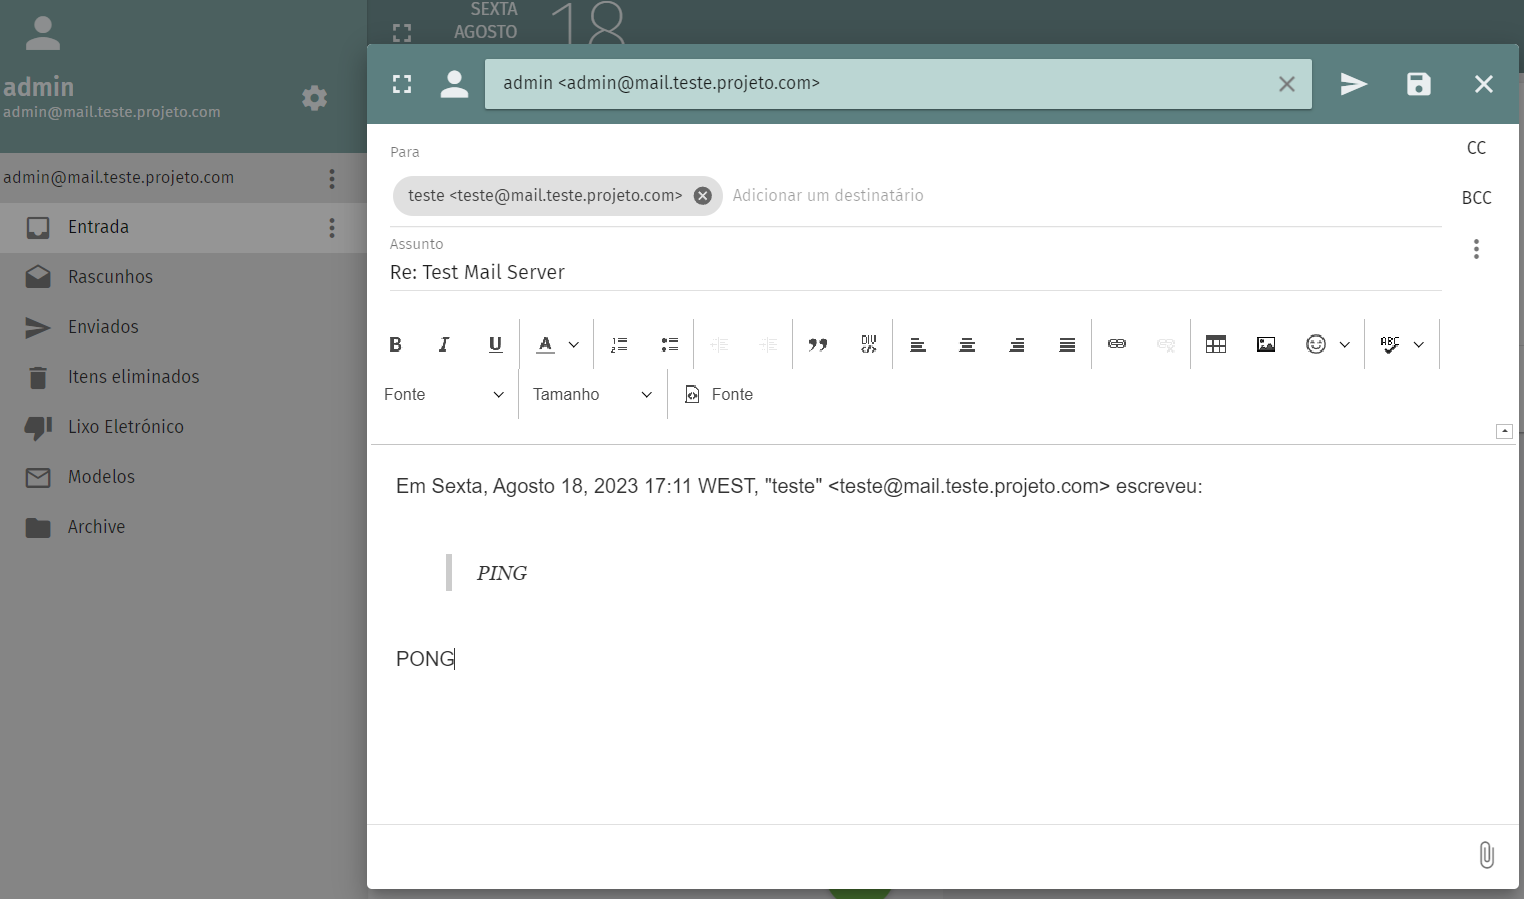 SEXTA
AGOSTO
18
admin
admin@mail.teste.projeto.com
admin@mail.teste.projeto.com
Entrada
Rascunhos
Enviados
Itens eliminados
Lixo Eletrónico
Modelos
Archive
admin <admin@mail.teste.projeto.com>
Para
CC
teste <teste@mail.teste.projeto.com> Adicionar um destinatário
BCC
Assunto
Re: Test Mail Server
B I U A DIV ABC
Fonte Tamanho Fonte
Em Sexta, Agosto 18, 2023 17:11 WEST, "teste" <teste@mail.teste.projeto.com> escreveu:
PING
PONG